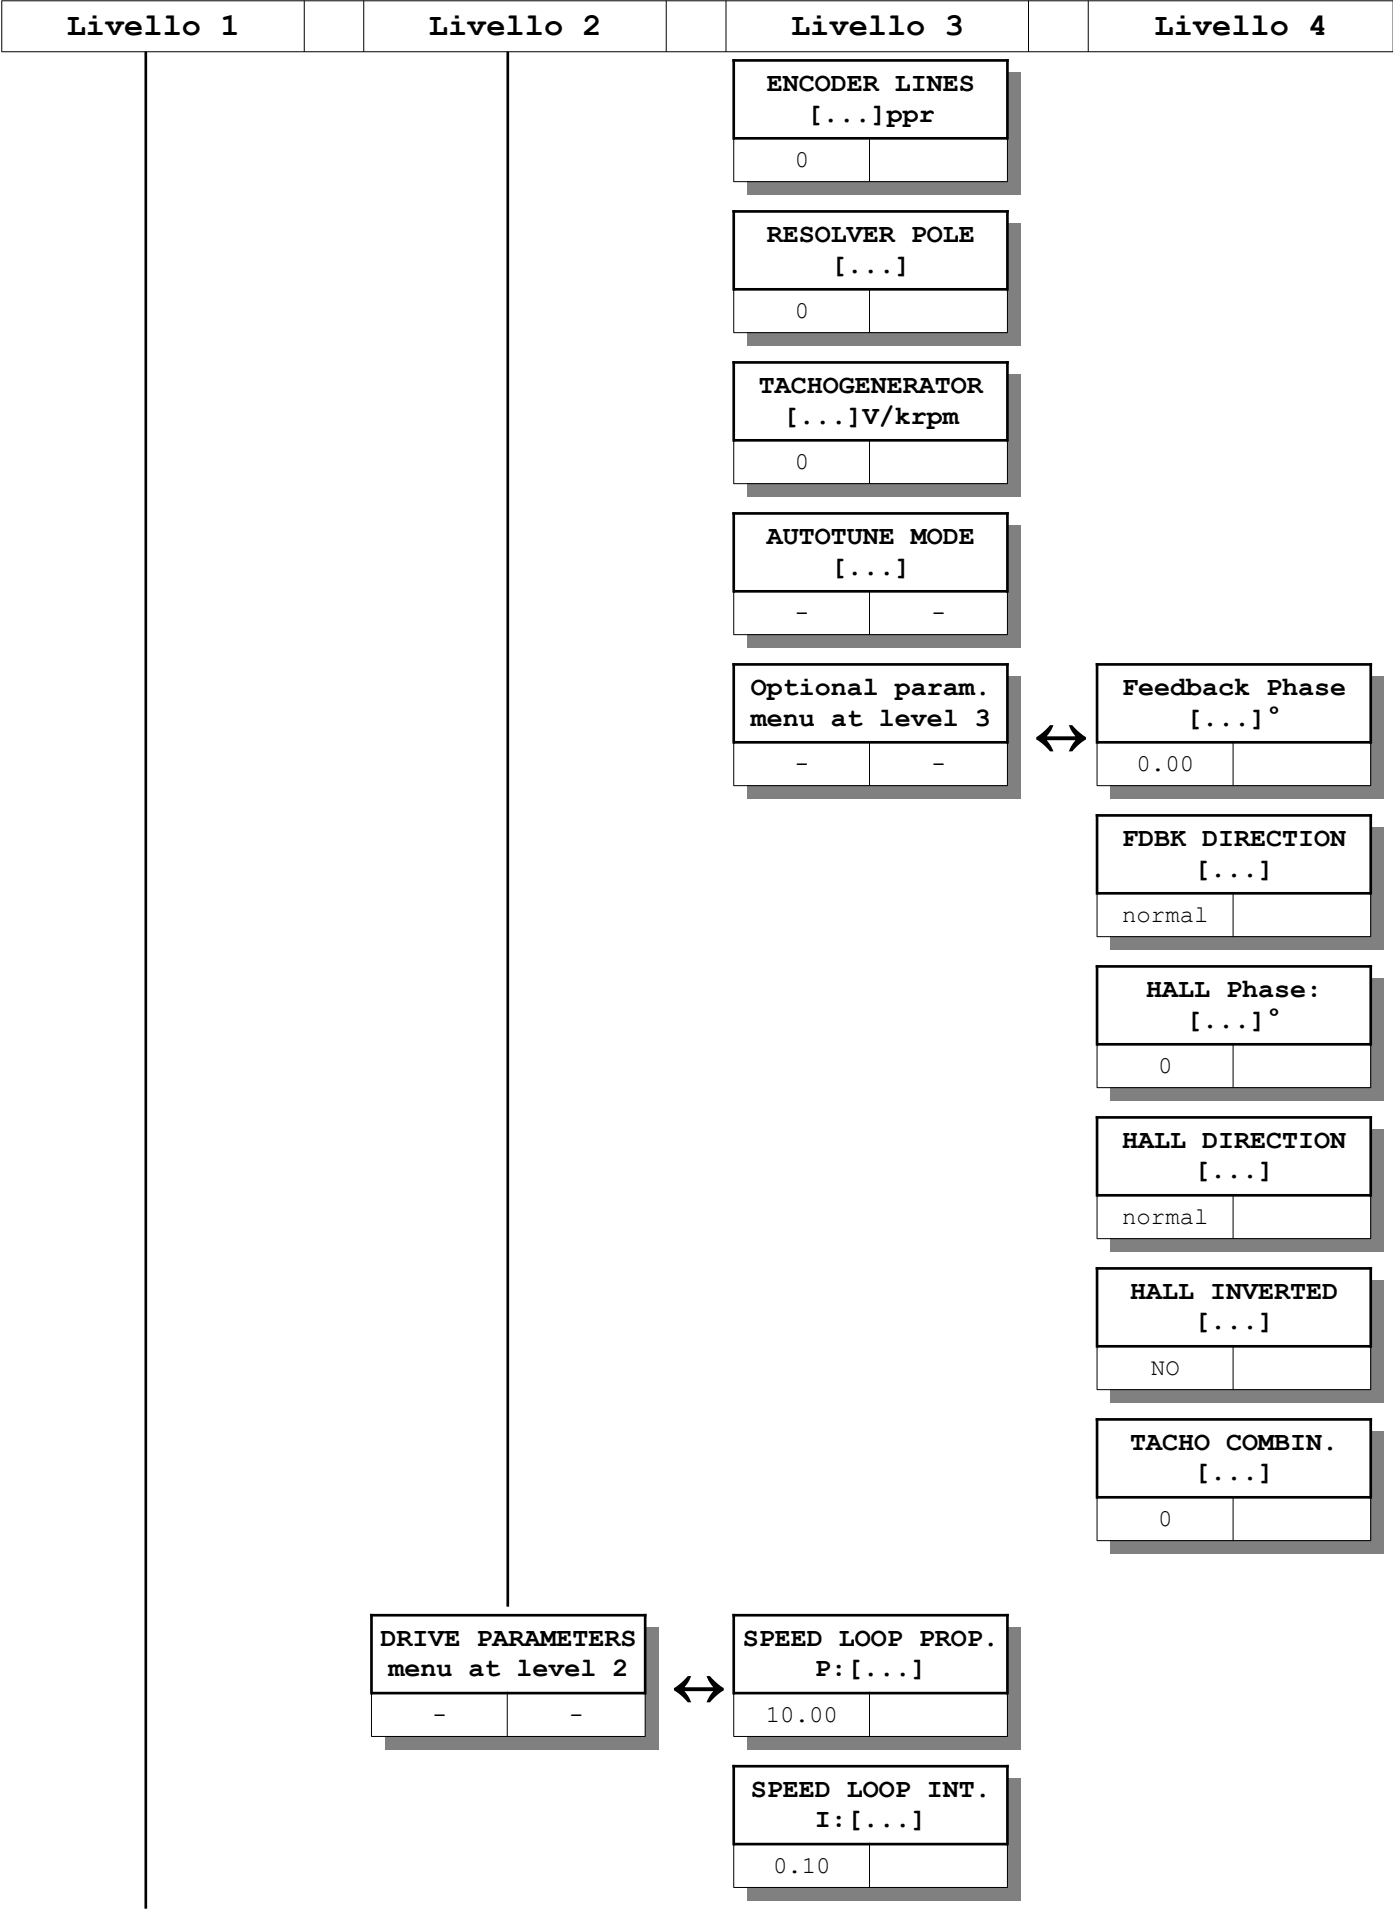 Livello 1
Livello 2
Livello 3
Livello 4
ENCODER LINES
[...]ppr
0
RESOLVER POLE
[...]
0
TACHOGENERATOR
[...]V/krpm
0
AUTOTUNE MODE
[...]
- -
Optional param.
menu at level 3
- -
Feedback Phase
[...]°
0.00
FDBK DIRECTION
[...]
normal
HALL Phase:
[...]°
0
HALL DIRECTION
[...]
normal
HALL INVERTED
[...]
NO
TACHO COMBIN.
[...]
0
DRIVE PARAMETERS
menu at level 2
- -
SPEED LOOP PROP.
P:[...]
10.00
SPEED LOOP INT.
I:[...]
0.10